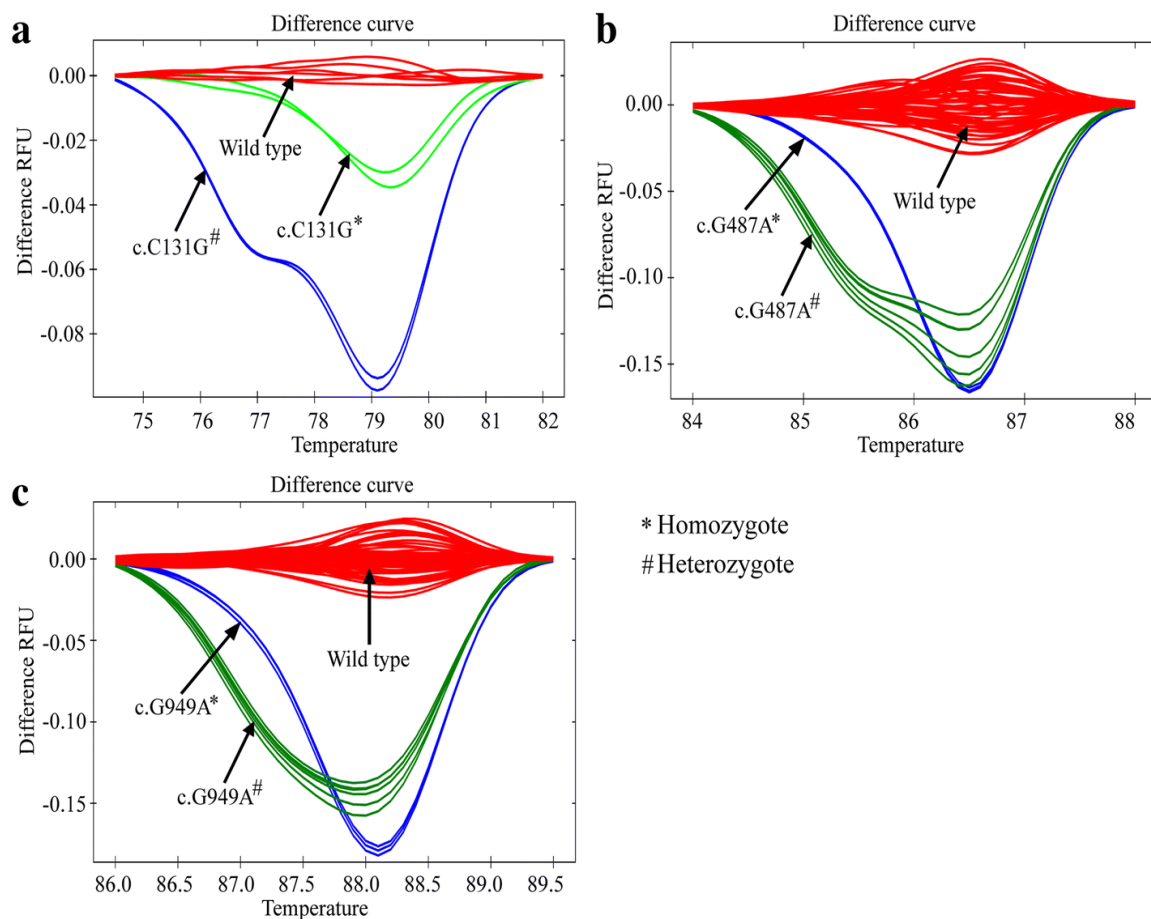 a
Difference curve
0.00
-0.02
-0.04
-0.06
-0.08
Difference RFU
Wild type
c.C131G#
c.C131G*
75 76 77 78 79 80 81 82
Temperature
b
Difference curve
0.00
-0.05
-0.10
-0.15
Difference RFU
c.G487A*
Wild type
c.G487A#
84 85 86 87 88
Temperature
c
Difference curve
0.00
-0.05
-0.10
-0.15
Difference RFU
Wild type
c.G949A*
c.G949A#
86.0 86.5 87.0 87.5 88.0 88.5 89.0 89.5
Temperature
* Homozygote
# Heterozygote